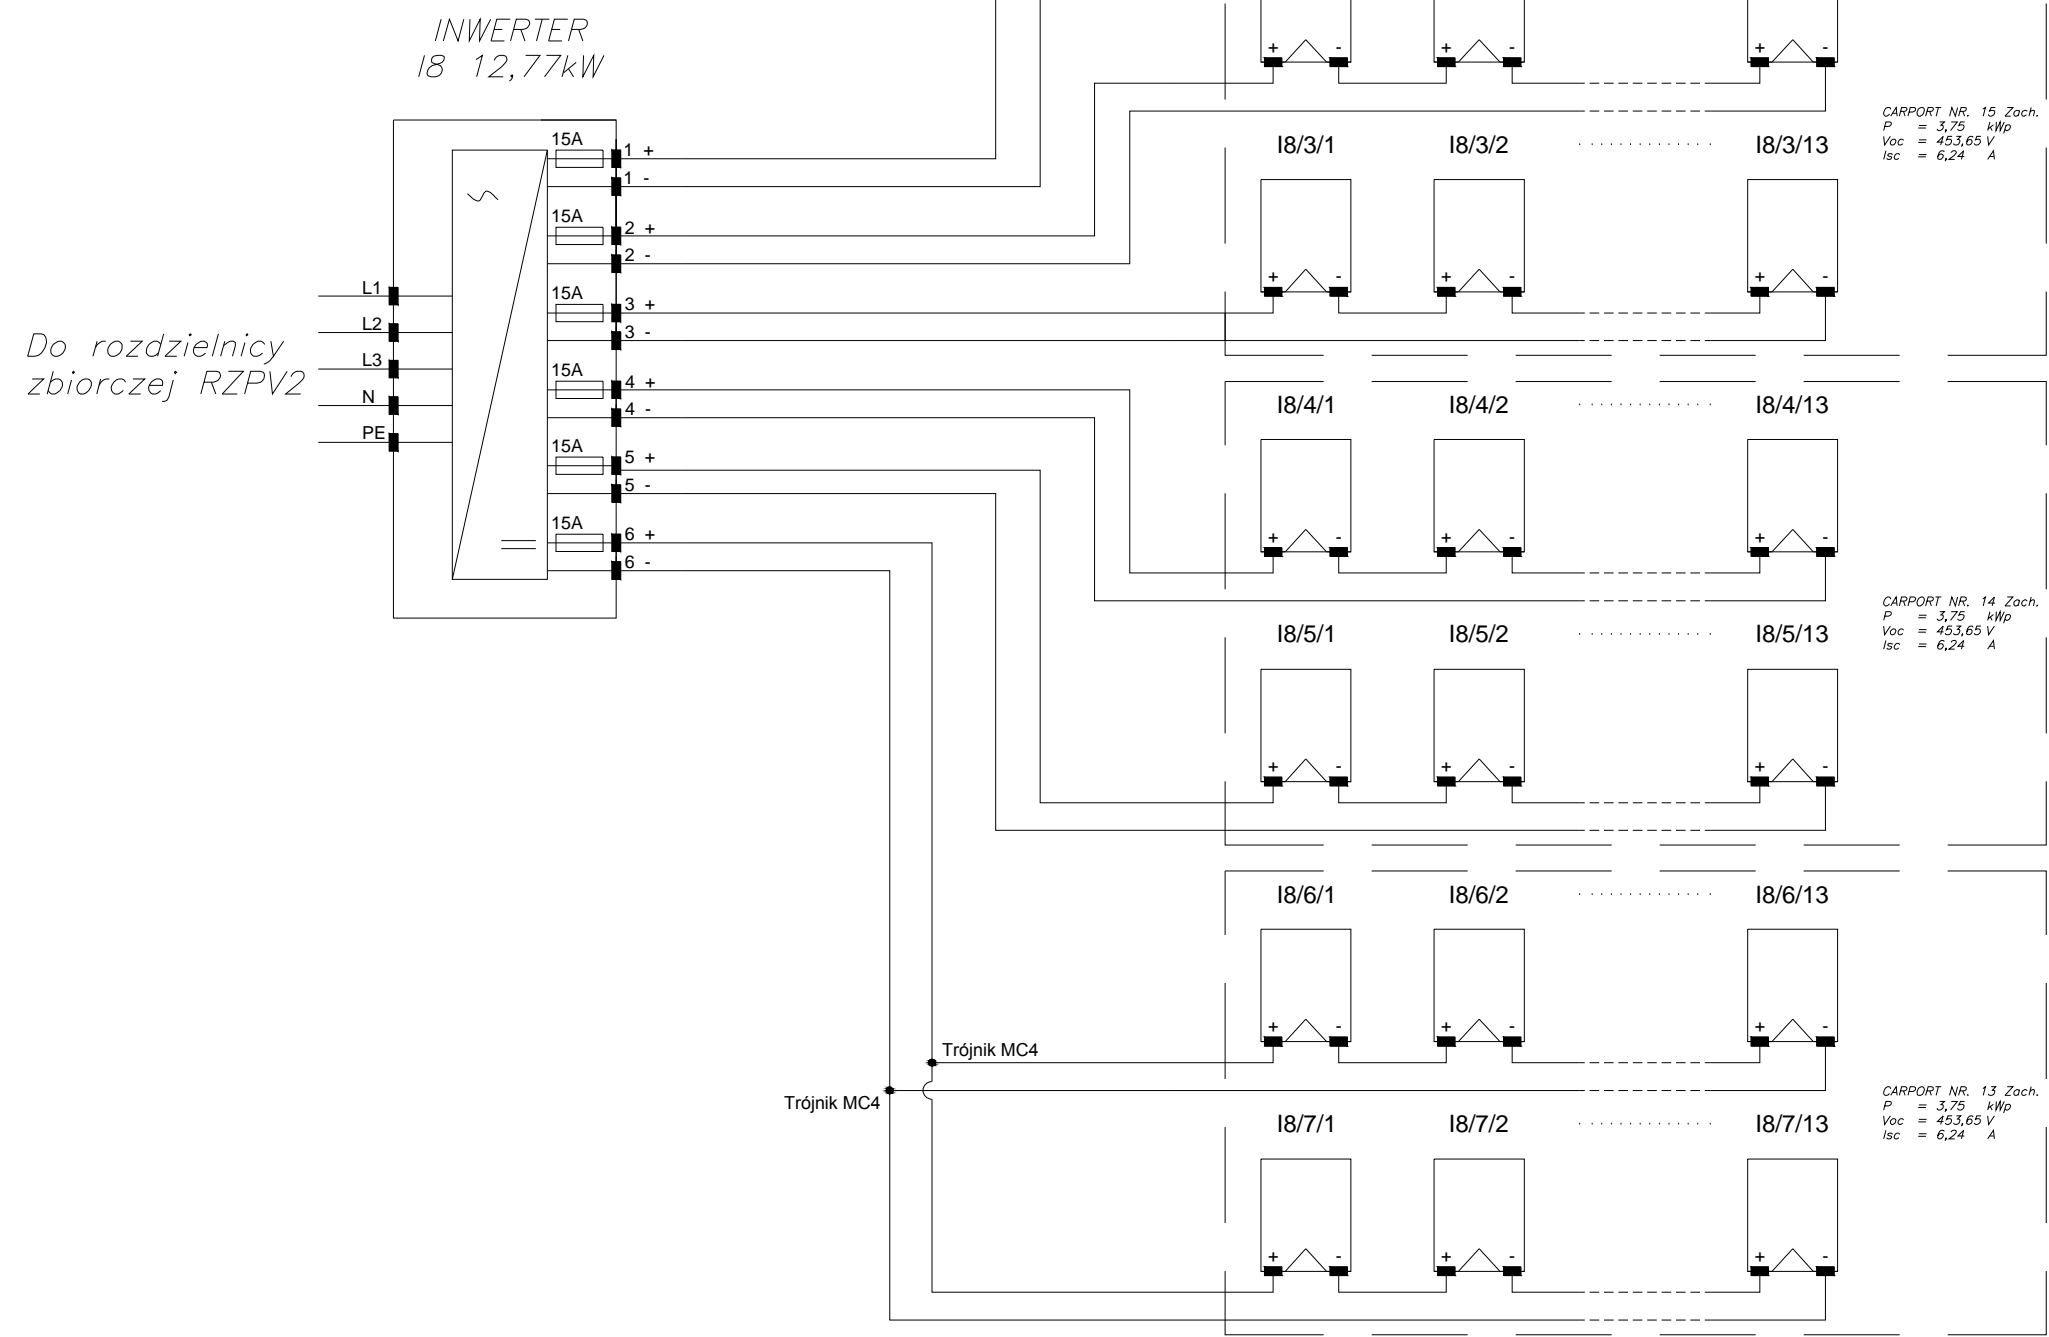 INWERTER
I8 12,77kW
+ - + - + -
15A 1 +
1 -
15A 2 +
2 -
15A 3 +
3 -
15A 4 +
4 -
15A 5 +
5 -
15A 6 +
6 -
L1
L2
L3
N
PE
Do rozdzielnicy
zbiorczej RZPV2
I8/3/1 I8/3/2 I8/3/13
+ - + - + -
CARPORT NR. 15 Zach.
P = 3,75 kWp
Voc = 453,65 V
Isc = 6,24 A
I8/4/1 I8/4/2 I8/4/13
+ - + - + -
I8/5/1 I8/5/2 I8/5/13
+ - + - + -
CARPORT NR. 14 Zach.
P = 3,75 kWp
Voc = 453,65 V
Isc = 6,24 A
I8/6/1 I8/6/2 I8/6/13
+ - + - + -
Trójnik MC4
Trójnik MC4
I8/7/1 I8/7/2 I8/7/13
+ - + - + -
CARPORT NR. 13 Zach.
P = 3,75 kWp
Voc = 453,65 V
Isc = 6,24 A